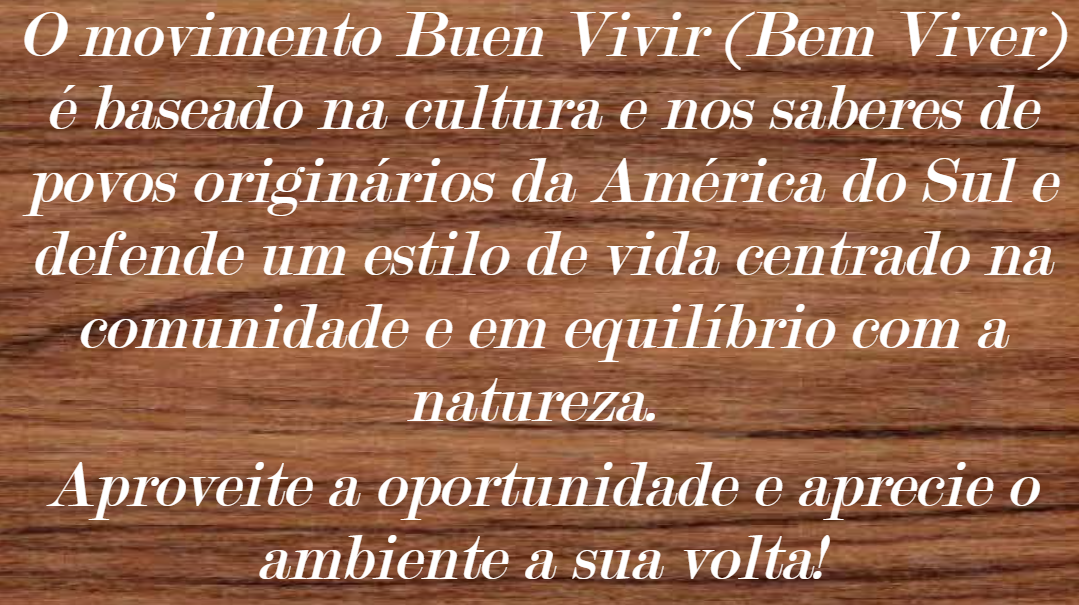 O movimento Buen Vivir (Bem Viver)
é baseado na cultura e nos saberes de
povos originários da América do Sul e
defende um estilo de vida centrado na
comunidade e em equilíbrio com a
natureza.
Aproveite a oportunidade e aprecie o
ambiente a sua volta!